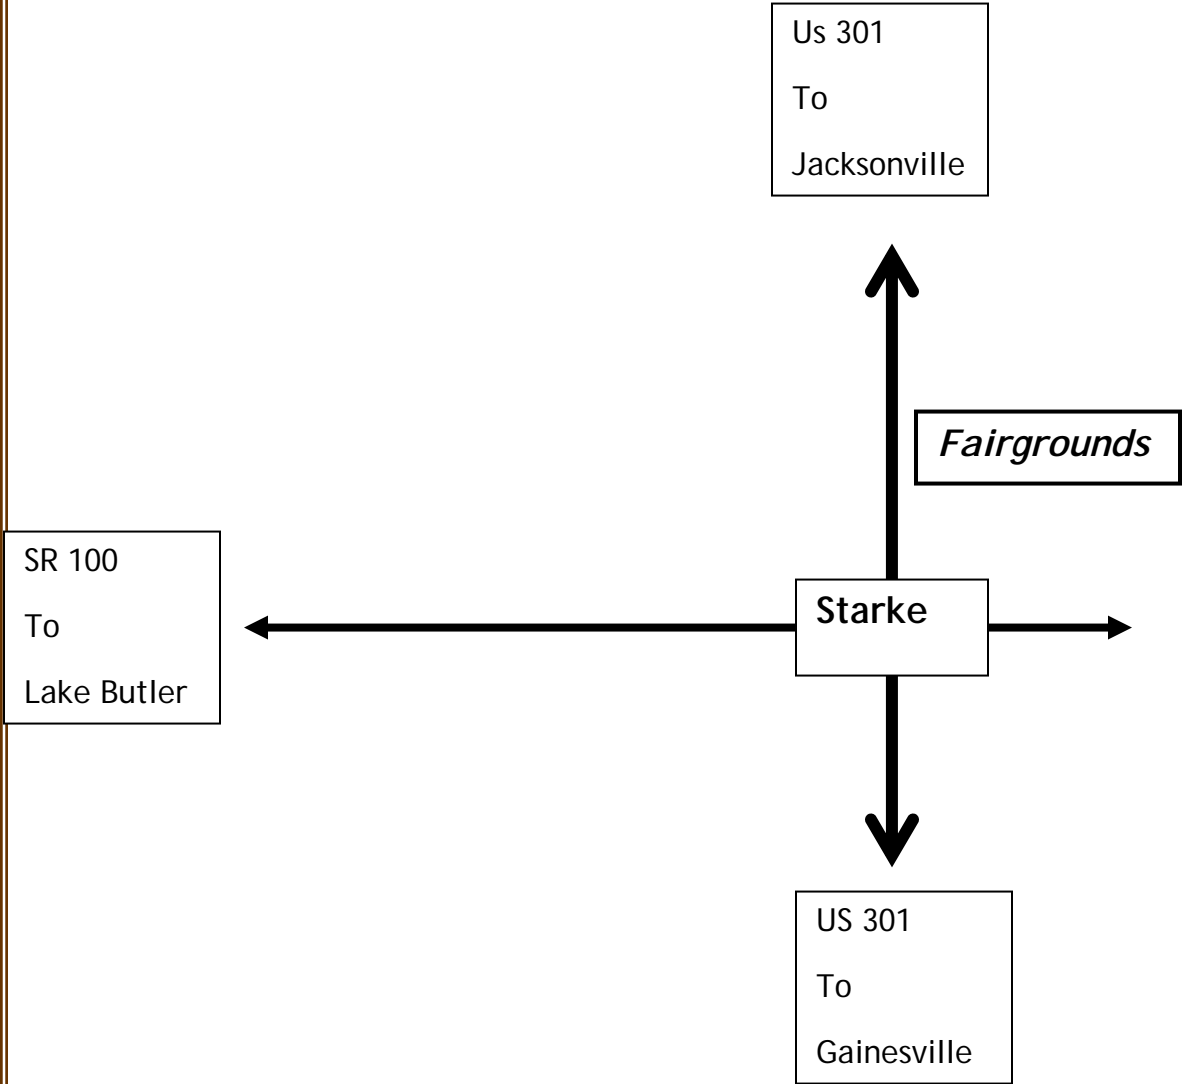 Us 301
To
Jacksonville
Fairgrounds
SR 100
To
Lake Butler
Starke
US 301
To
Gainesville